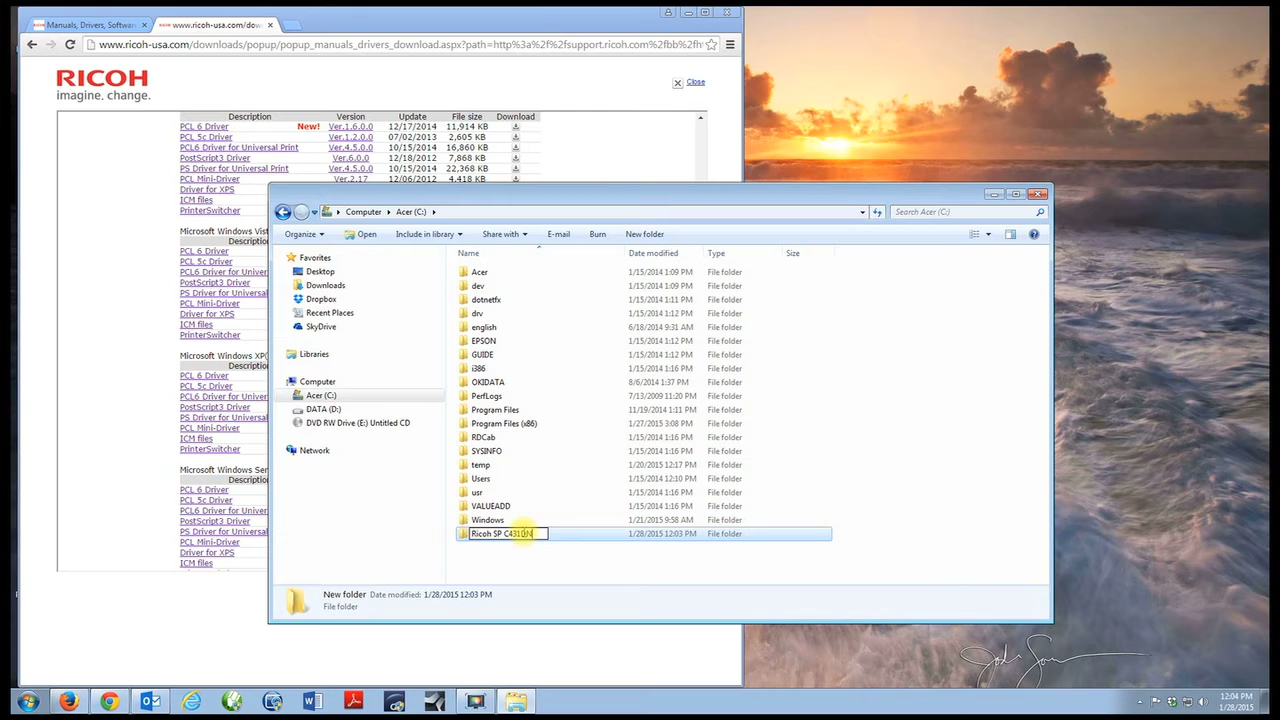 Manuals, Drivers, Softwar
www.ricoh-usa.com/dow
www.ricoh-usa.com/downloads/popup/popup_manuals_drivers_download.aspx?path=http%3a%2f%2fsupport.ricoh.com%2fbb%2fh
RICOH
imagine. change.
Close
Description Version Update File size Download
PCL 6 Driver New! Ver.1.6.0.0 12/17/2014 11,914 KB
PCL 5c Driver Ver.1.2.0.0 07/02/2013 2,605 KB
PCL6 Driver for Universal Print Ver.4.5.0.0 10/15/2014 16,860 KB
PostScript3 Driver Ver.6.0.0 12/18/2012 7,868 KB
PS Driver for Universal Print Ver.4.5.0.0 10/15/2014 22,368 KB
PCL Mini-Driver Ver.2.17 12/06/2012 4,418 KB
Driver for XPS
ICM files
PrinterSwitcher
Microsoft Windows Vist
Descriptio
PCL 6 Driver
PCL 5c Driver
PCL6 Driver for Universa
PostScript3 Driver
PS Driver for Universal
PCL Mini-Driver
Driver for XPS
ICM files
PrinterSwitcher
Microsoft Windows XP(
Descriptio
PCL 6 Driver
PCL 5c Driver
PCL6 Driver for Universa
PostScript3 Driver
PS Driver for Universal
PCL Mini-Driver
ICM files
PrinterSwitcher
Microsoft Windows Ser
Descriptio
PCL 6 Driver
PCL 5c Driver
PCL6 Driver for Universa
PostScript3 Driver
PS Driver for Universal
PCL Mini-Driver
Driver for XPS
ICM files
Computer Acer (C:)
Search Acer (C:)
Organize Open Include in library Share with E-mail Burn New folder
Favorites
Desktop
Downloads
Dropbox
Recent Places
SkyDrive
Libraries
Computer
Acer (C:)
DATA (D:)
DVD RW Drive (E:) Untitled CD
Network
Name Date modified Type Size
Acer 1/15/2014 1:09 PM File folder
dev 1/15/2014 1:09 PM File folder
dotnetfx 1/15/2014 1:11 PM File folder
drv 1/15/2014 1:12 PM File folder
english 6/18/2014 9:31 AM File folder
EPSON 1/15/2014 1:12 PM File folder
GUIDE 1/15/2014 1:12 PM File folder
i386 1/15/2014 1:12 PM File folder
OKIDATA 8/6/2014 1:37 PM File folder
PerfLogs 7/13/2009 11:20 PM File folder
Program Files 11/19/2014 1:11 PM File folder
Program Files (x86) 1/27/2015 3:08 PM File folder
RDCab 1/15/2014 1:16 PM File folder
SYSINFO 1/15/2014 1:16 PM File folder
temp 1/20/2015 12:17 PM File folder
Users 1/15/2014 12:10 PM File folder
usr 1/15/2014 1:16 PM File folder
VALUEADD 1/15/2014 1:16 PM File folder
Windows 1/21/2015 9:58 AM File folder
Ricoh SP C431DN 1/28/2015 12:03 PM File folder
New folder Date modified: 1/28/2015 12:03 PM
File folder
12:04 PM
1/28/2015